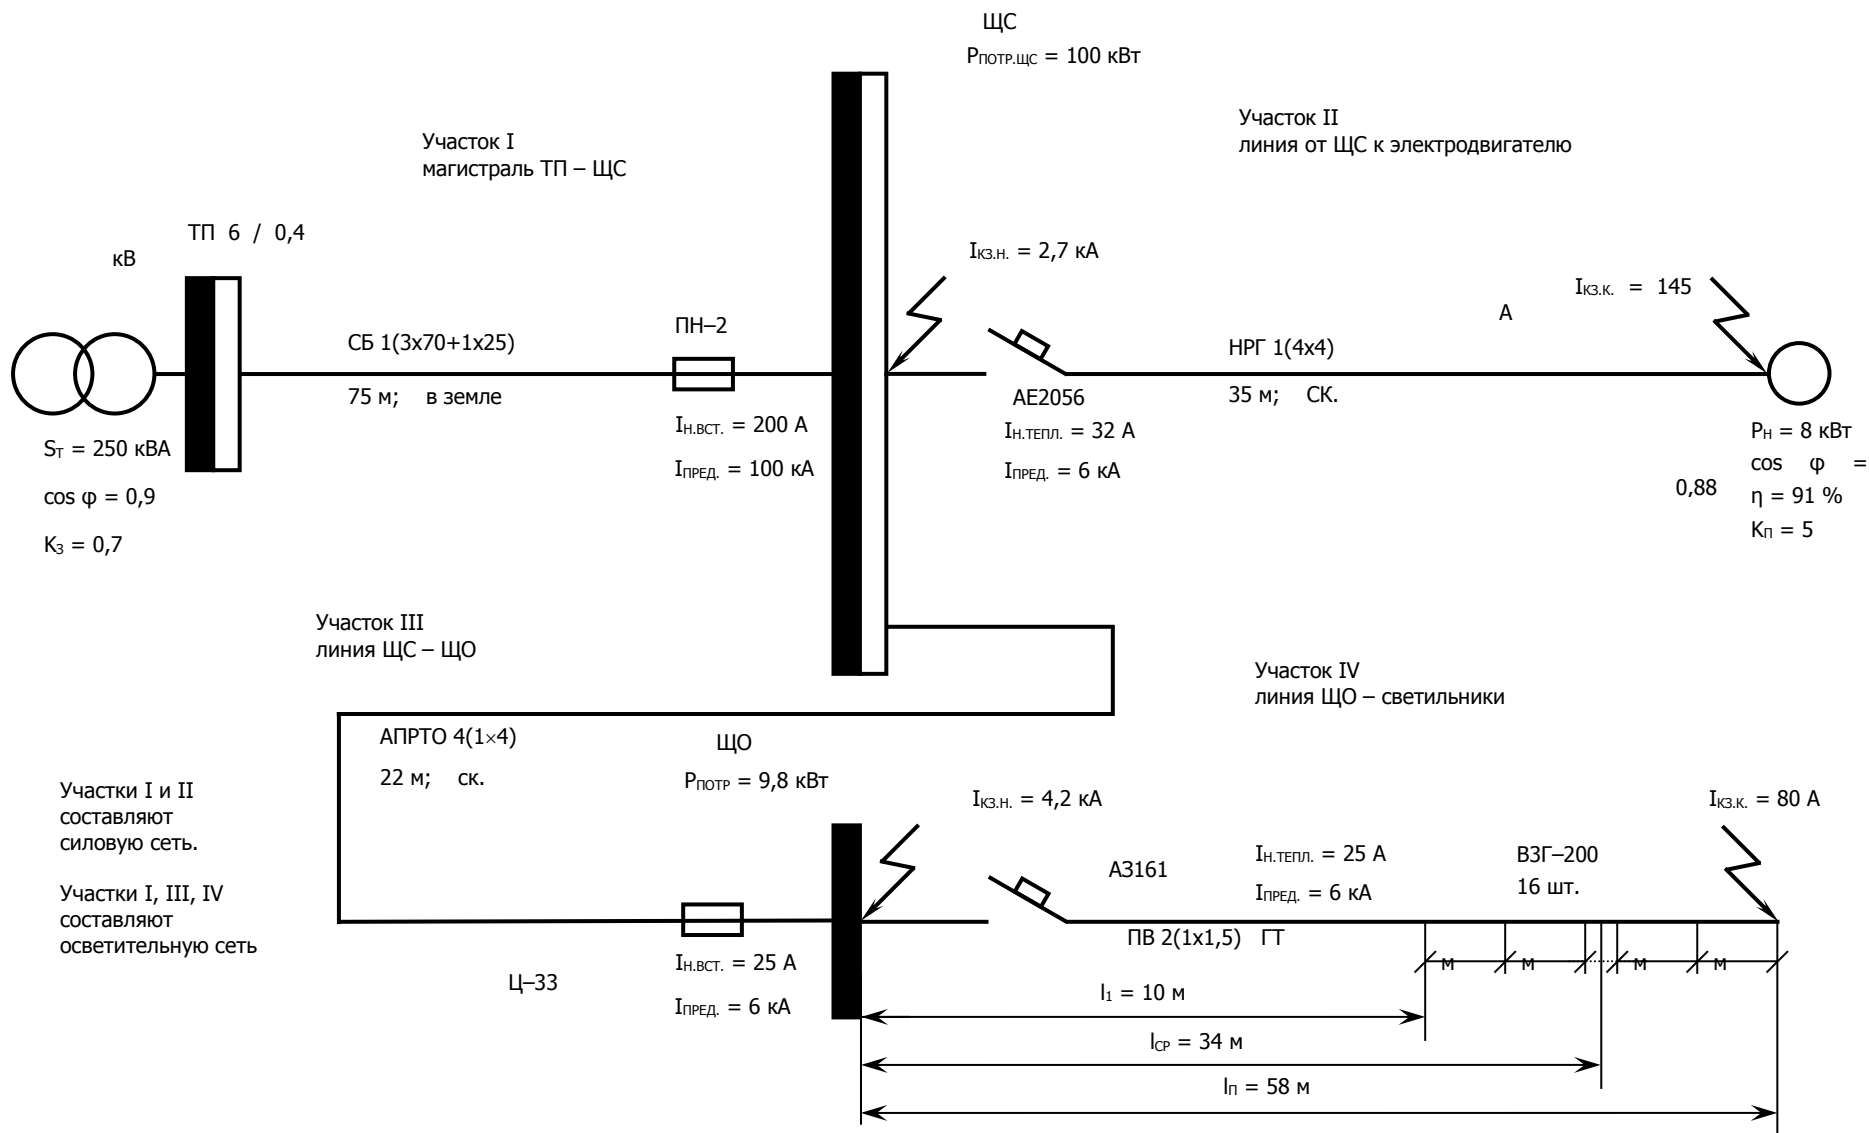 ЩС
PПОТР.ЩС = 100 кВт
Участок I
магистраль ТП – ЩС
Участок II
линия от ЩС к электродвигателю
ТП 6 / 0,4
кВ
IКЗ.Н. = 2,7 кА
IКЗ.К. = 145
А
СБ 1(3х70+1х25)
75 м; в земле
ПН–2
IН.ВСТ. = 200 А
IПРЕД. = 100 кА
АЕ2056
IН.ТЕПЛ. = 32 А
IПРЕД. = 6 кА
НРГ 1(4х4)
35 м; СК.
SТ = 250 кВА
cos φ = 0,9
KЗ = 0,7
PН = 8 кВт
cos φ =
0,88
η = 91 %
KП = 5
Участок III
линия ЩС – ЩО
Участок IV
линия ЩО – светильники
АПРТО 4(1×4)
22 м; ск.
ЩО
PПОТР = 9,8 кВт
Участки I и II
составляют
силовую сеть.
Участки I, III, IV
составляют
осветительную сеть
IКЗ.Н. = 4,2 кА
IКЗ.К. = 80 А
А3161
IН.ТЕПЛ. = 25 А
IПРЕД. = 6 кА
ВЗГ–200
16 шт.
ПВ 2(1х1,5) ГТ
м м м м
Ц–33
IН.ВСТ. = 25 А
IПРЕД. = 6 кА
l1 = 10 м
lСР = 34 м
lП = 58 м